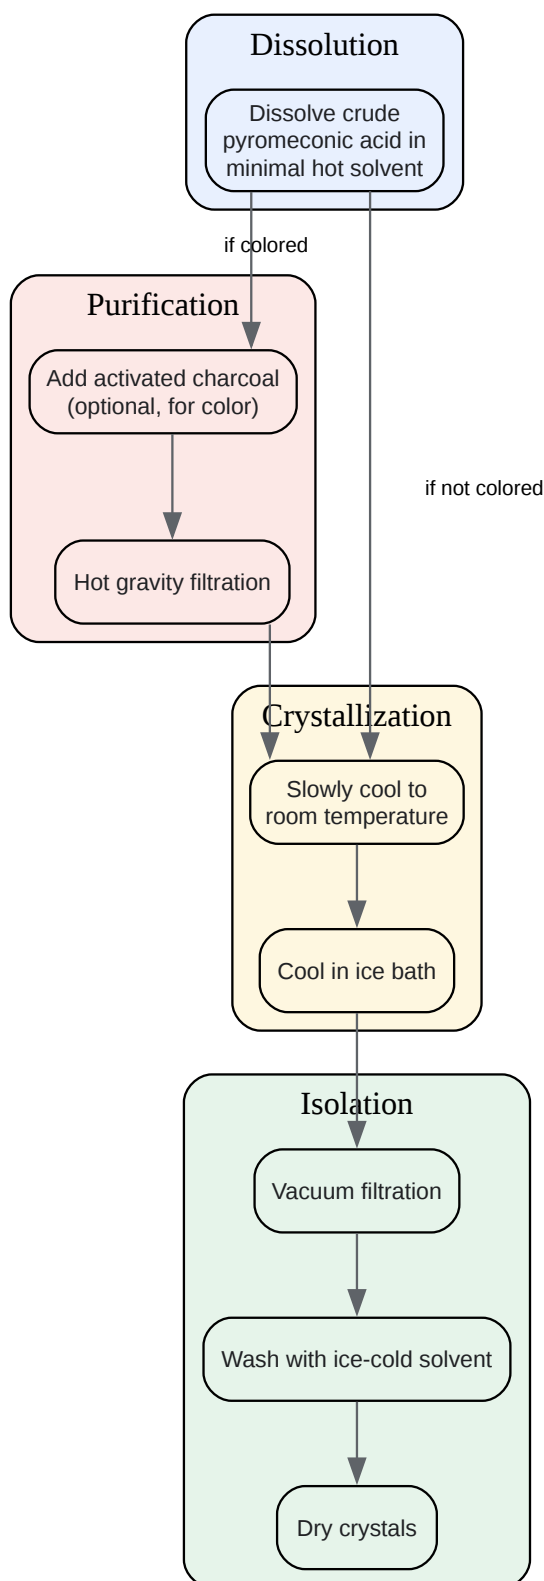 Dissolution
Dissolve crude
pyromeconic acid in
minimal hot solvent
if colored
Purification
Add activated charcoal
(optional, for color)
if not colored
Hot gravity filtration
Crystallization
Slowly cool to
room temperature
Cool in ice bath
Isolation
Vacuum filtration
Wash with ice-cold solvent
Dry crystals